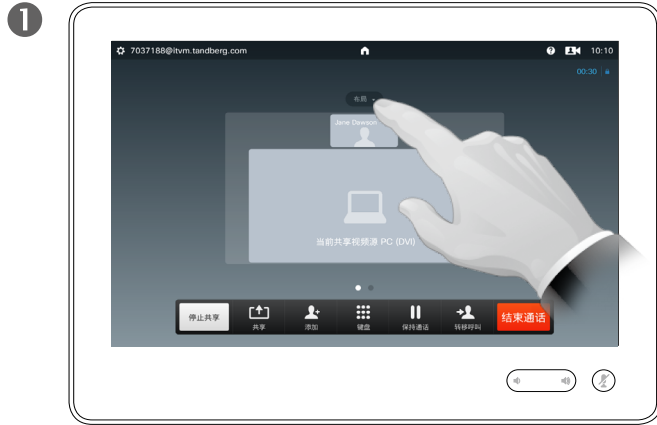 1
7037188@itvm.tandberg.com
?
10:10
00:30
布局
Jane Dawson
当前共享视频源 PC (DVI)
停止共享
共享
添加
键盘
保持通话
转移呼叫
结束通话